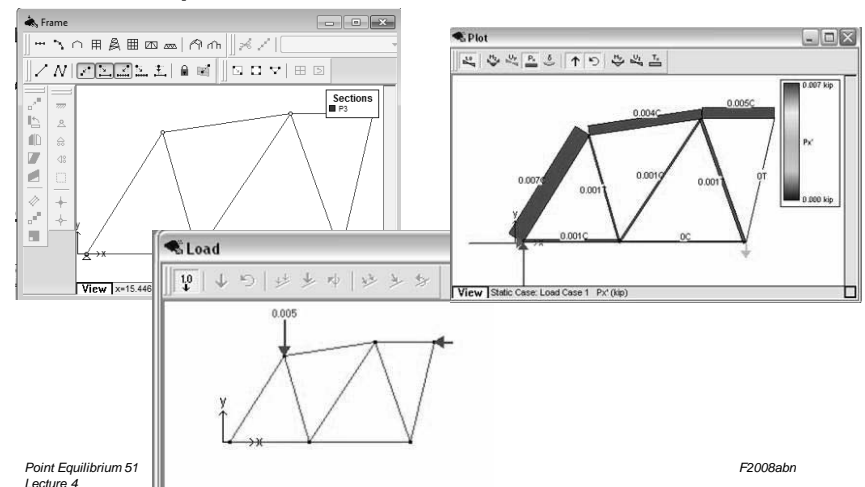 Frame
Sections
P3
y
x
View x=15.446
Load
1.0
0.005
y
x
Plot
0.007 kip
Px'
0.000 kip
0.005C
0.004C
0.007C
0.001T
0.001C
0.001T
0T
0.001C
0C
y
x
View Static Case: Load Case 1 Px' (kip)
Point Equilibrium 51
Lecture 4
F2008abn